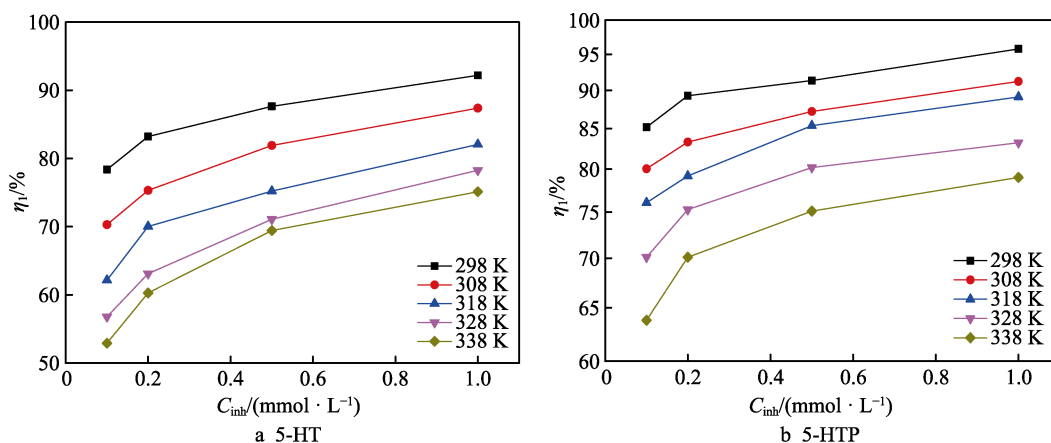 100
90
80
70
60
50
η₁/%
298 K
308 K
318 K
328 K
338 K
0 0.2 0.4 0.6 0.8 1.0
Cinh/(mmol · L⁻¹)
a 5-HT
100
95
90
85
80
75
70
65
60
η₁/%
298 K
308 K
318 K
328 K
338 K
0 0.2 0.4 0.6 0.8 1.0
Cinh/(mmol · L⁻¹)
b 5-HTP